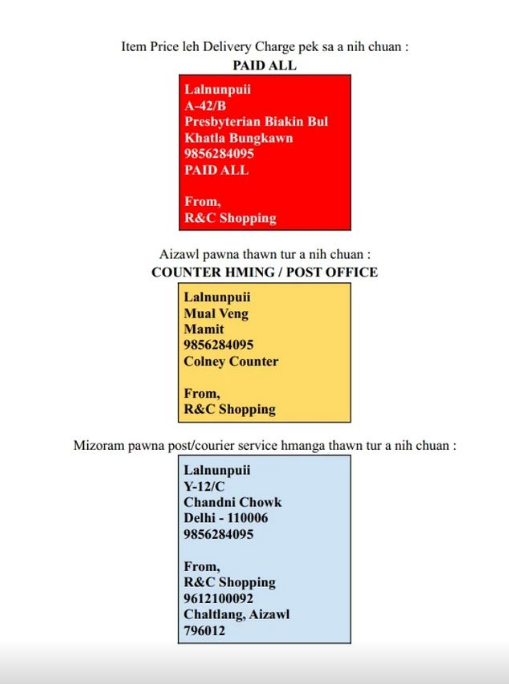 Item Price leh Delivery Charge pek sa a nih chuan :
PAID ALL
Lalnunpuii
A-42/B
Presbyterian Biakin Bul
Khatla Bungkawn
9856284095
PAID ALL
From,
R&C Shopping
Aizawl pawna thawn tur a nih chuan :
COUNTER HMING / POST OFFICE
Lalnunpuii
Mual Veng
Mamit
9856284095
Colney Counter
From,
R&C Shopping
Mizoram pawna post/courier service hmanga thawn tur a nih chuan :
Lalnunpuii
Y-12/C
Chandni Chowk
Delhi - 110006
9856284095
From,
R&C Shopping
9612100092
Chaltlang, Aizawl
796012